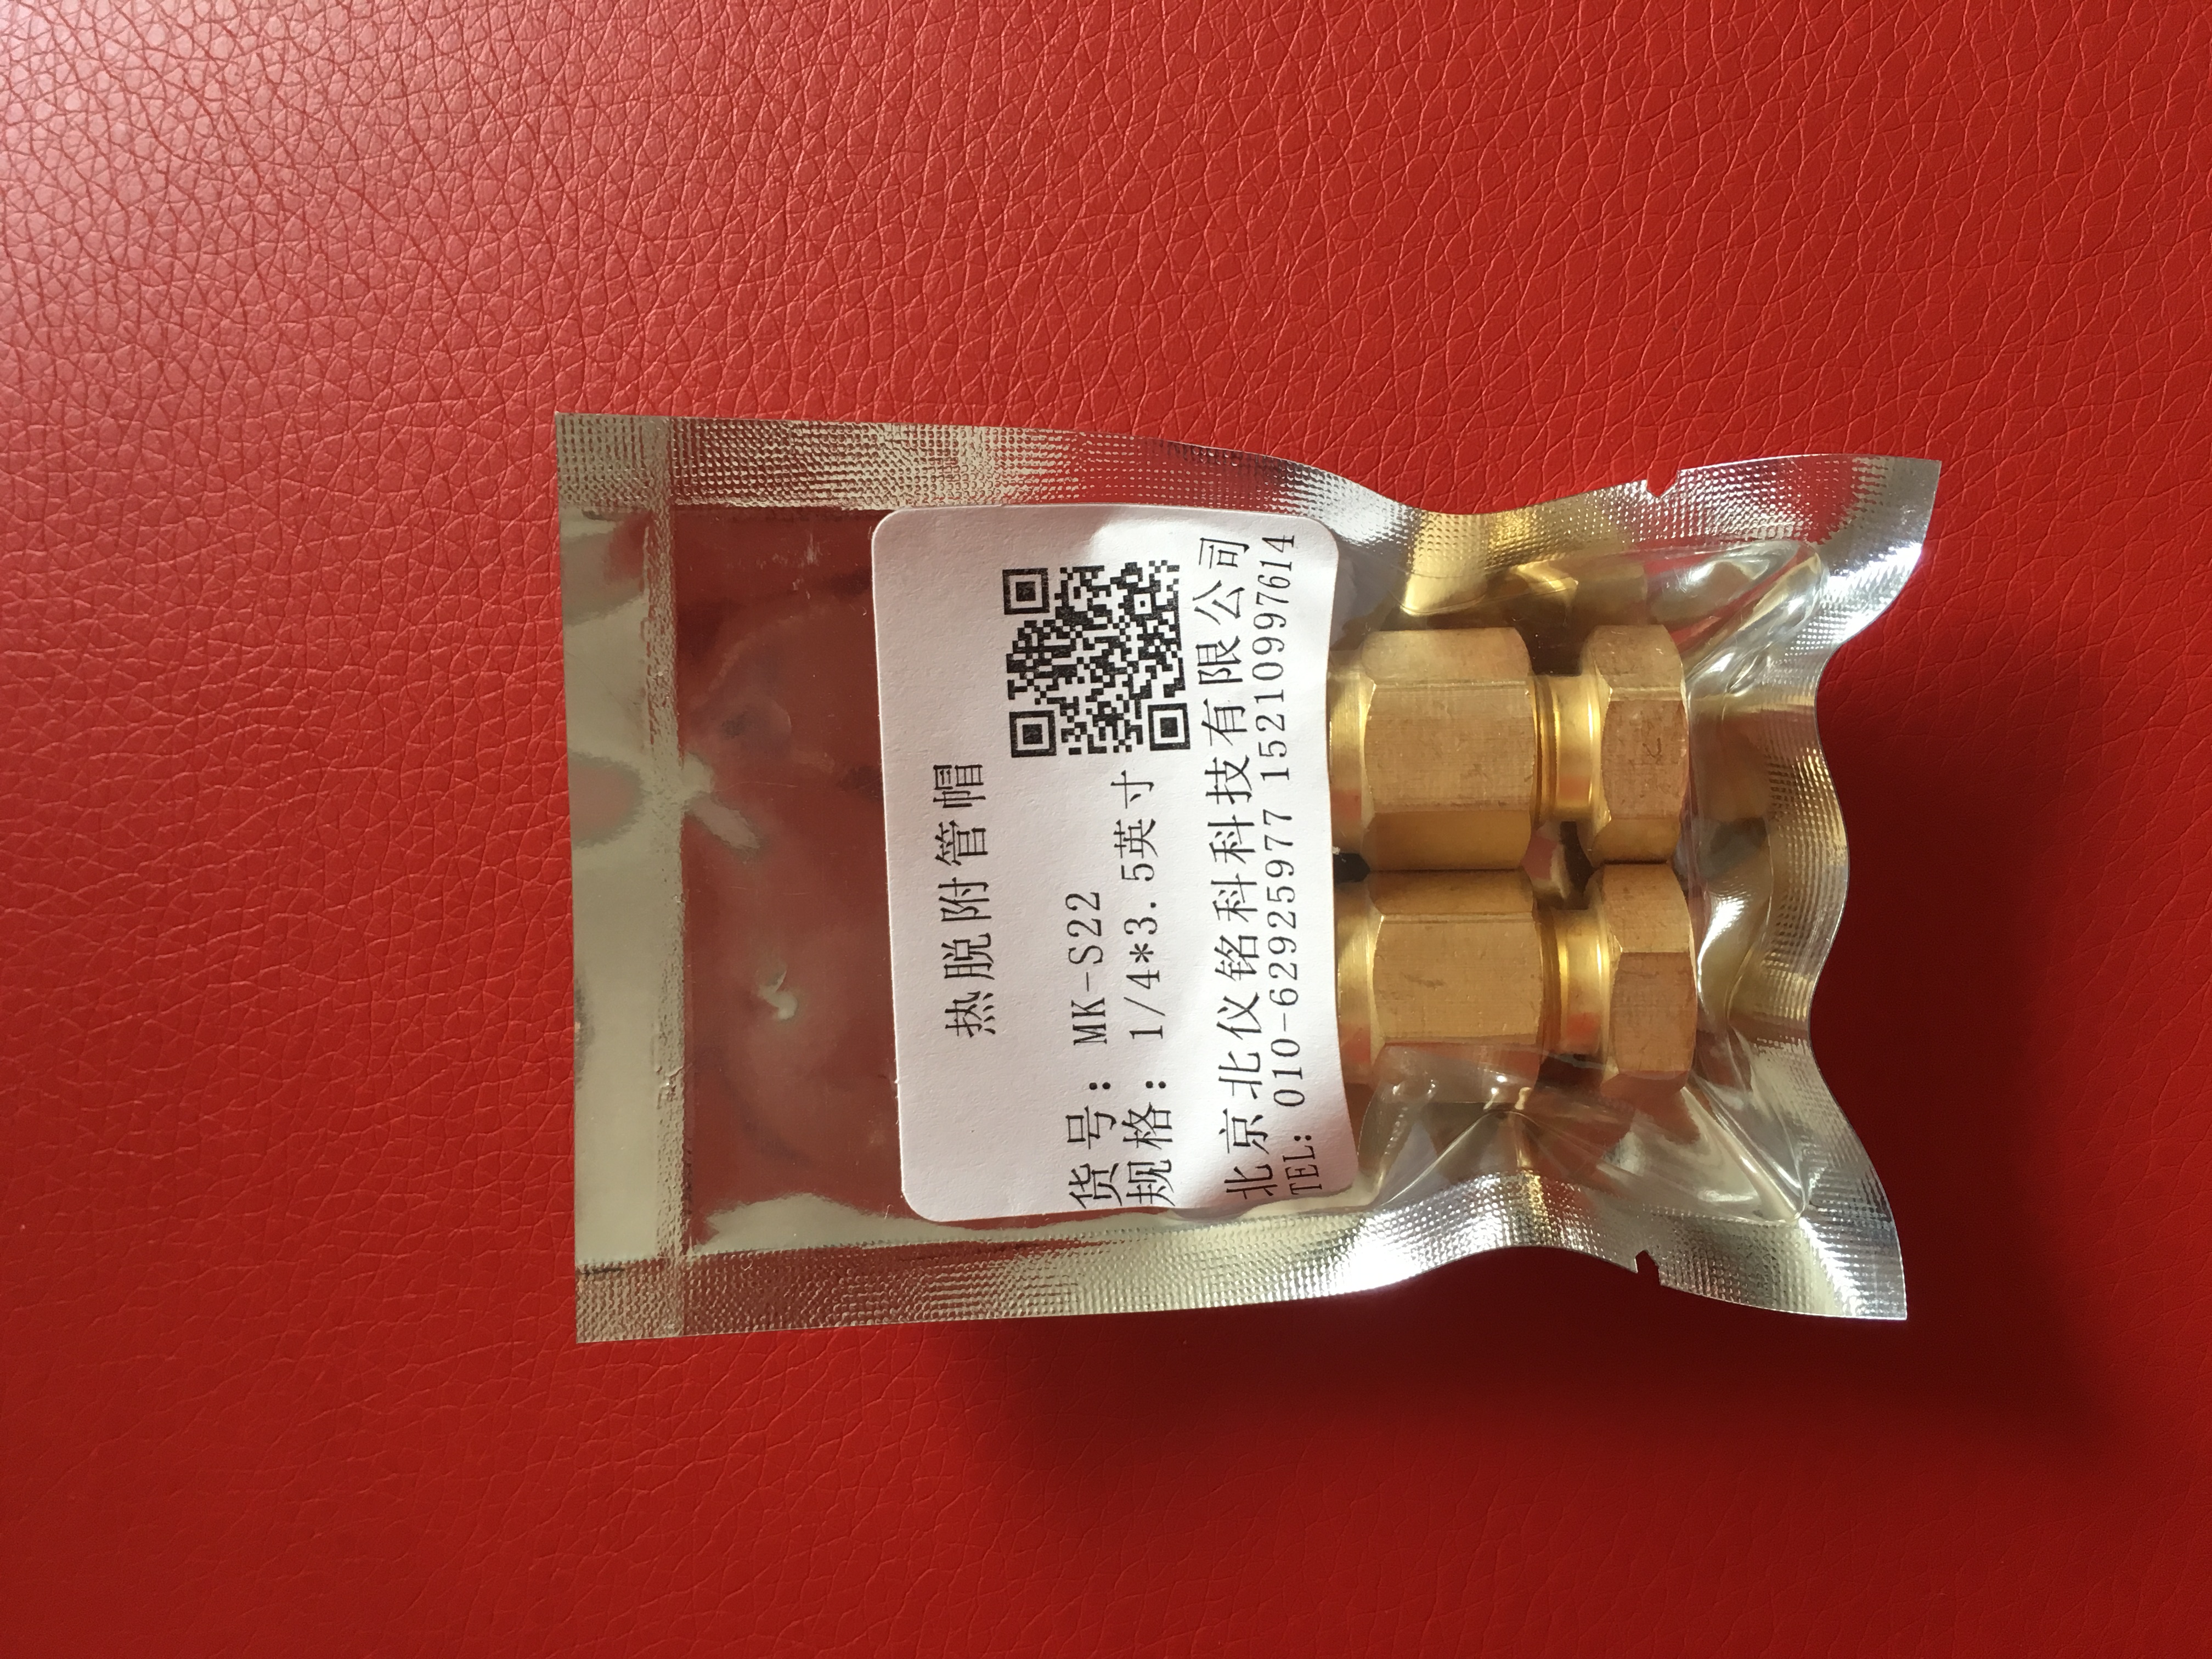 热脱附管帽
货号：MK-S22
规格：1/4*3.5英寸
北京北仪铭科科技有限公司
TEL: 010-62925977 15210997614